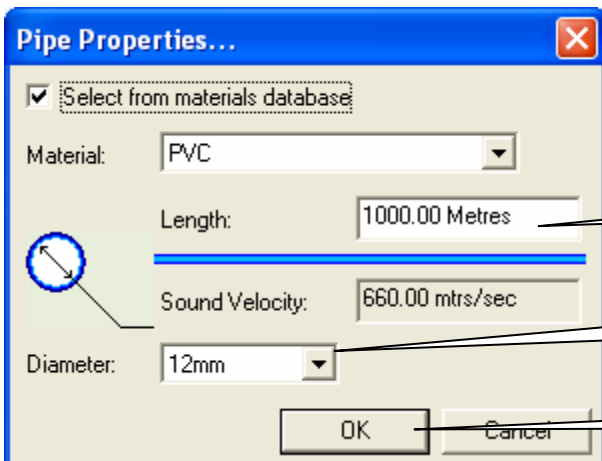 Pipe Properties...
Select from materials database
Material: PVC
Length: 1000.00 Metres
Sound Velocity: 660.00 mtrs/sec
Diameter: 12mm
OK Cancel